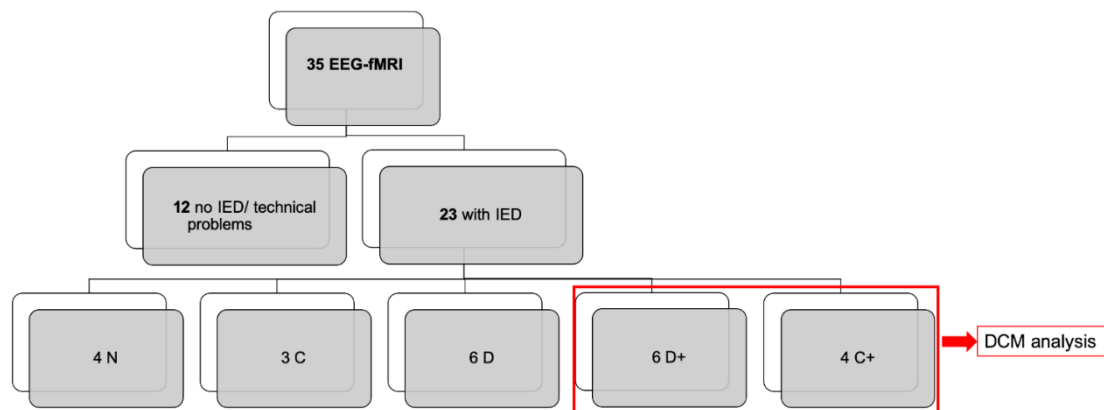 35 EEG-fMRI
12 no IED/ technical
problems
23 with IED
4 N
3 C
6 D
6 D+
4 C+
DCM analysis